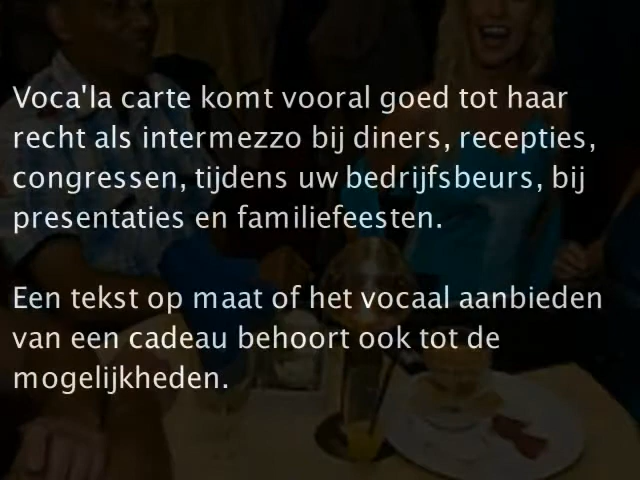 Voca'la carte komt vooral goed tot haar
recht als intermezzo bij diners, recepties,
congressen, tijdens uw bedrijfsbeurs, bij
presentaties en familiefeesten.
Een tekst op maat of het vocaal aanbieden
van een cadeau behoort ook tot de
mogelijkheden.